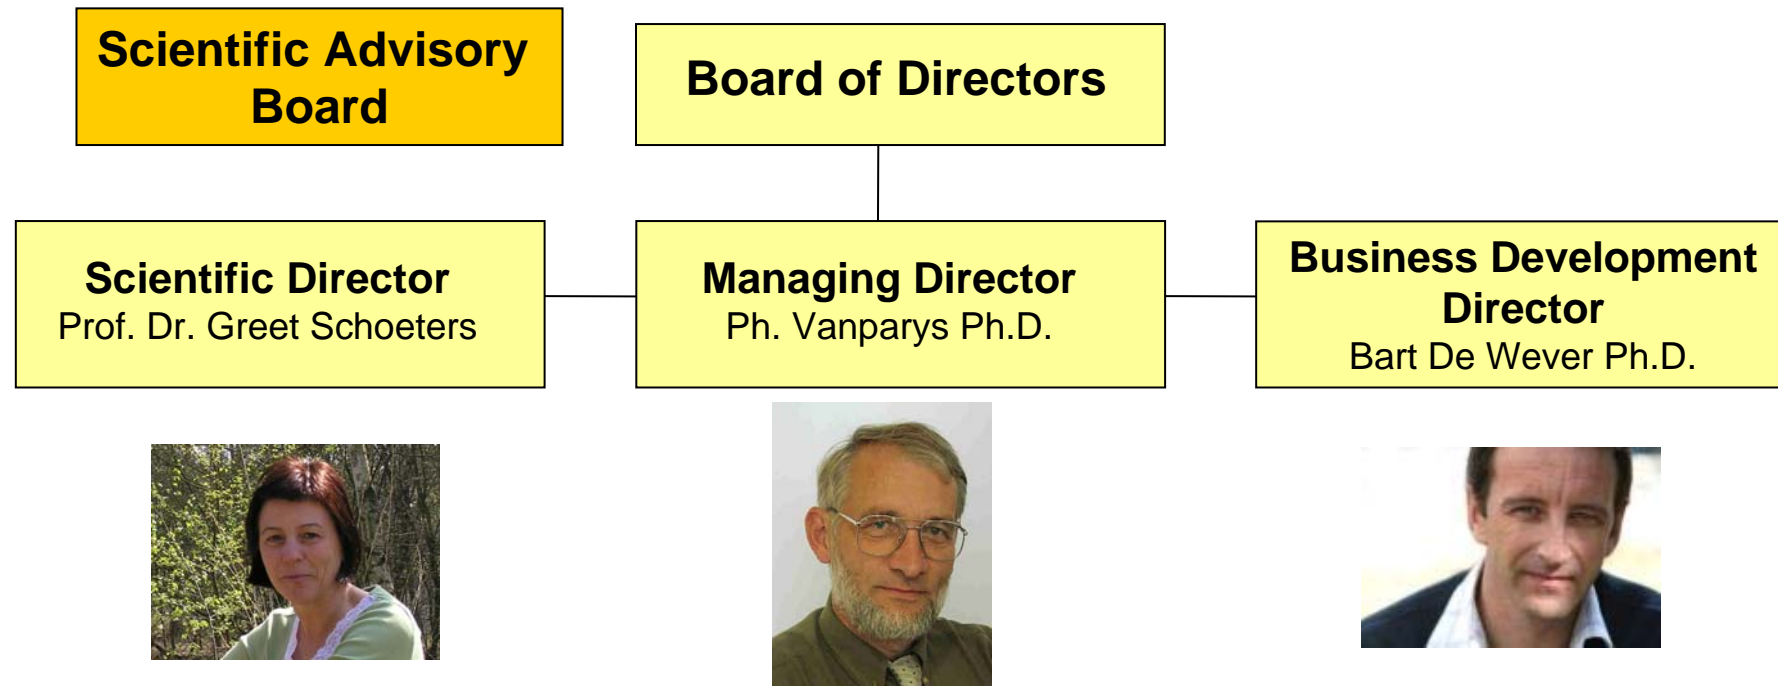 Scientific Advisory
Board
Board of Directors
Scientific Director
Prof. Dr. Greet Schoeters
Managing Director
Ph. Vanparys Ph.D.
Business Development
Director
Bart De Wever Ph.D.